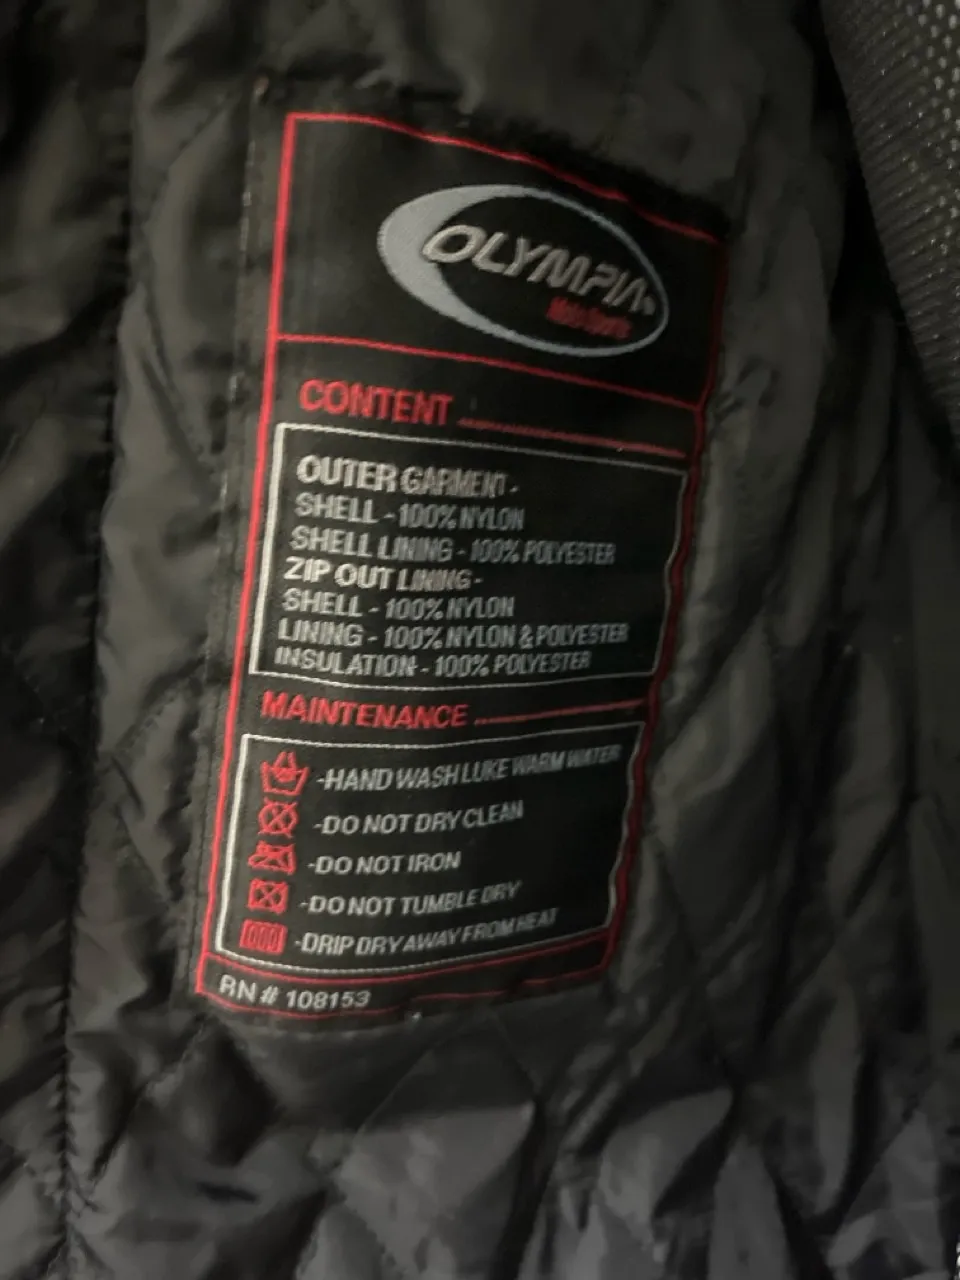 OLYMPIA
Moto Sports
CONTENT
OUTER GARMENT -
SHELL - 100% NYLON
SHELL LINING - 100% POLYESTER
ZIP OUT LINING -
SHELL - 100% NYLON
LINING - 100% NYLON & POLYESTER
INSULATION - 100% POLYESTER
MAINTENANCE
-HAND WASH LUKE WARM WATER
-DO NOT DRY CLEAN
-DO NOT IRON
-DO NOT TUMBLE DRY
-DRIP DRY AWAY FROM HEAT
RN # 108153